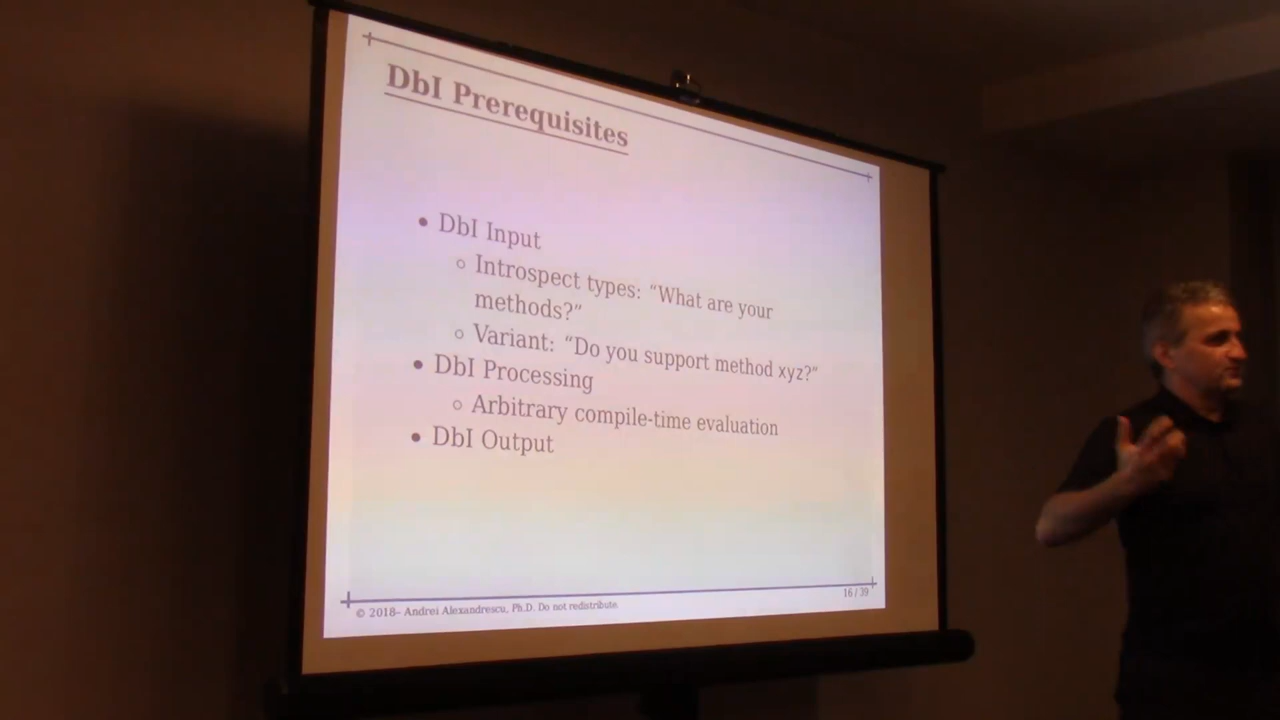 DbI Prerequisites
• DbI Input
◦ Introspect types: “What are your
methods?”
◦ Variant: “Do you support method xyz?”
• DbI Processing
◦ Arbitrary compile-time evaluation
• DbI Output
16 / 39
© 2018– Andrei Alexandrescu, Ph.D. Do not redistribute.